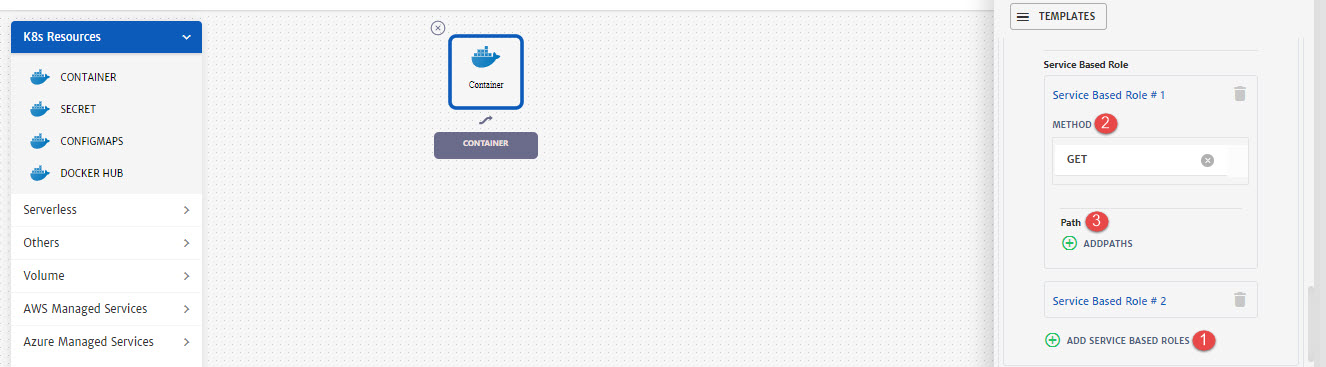 K8s Resources
CONTAINER
SECRET
CONFIGMAPS
DOCKER HUB
Serverless
Others
Volume
AWS Managed Services
Azure Managed Services
Container
CONTAINER
TEMPLATES
Service Based Role
Service Based Role # 1
METHOD 2
GET
Path 3
ADDPATHS
Service Based Role # 2
ADD SERVICE BASED ROLES 1